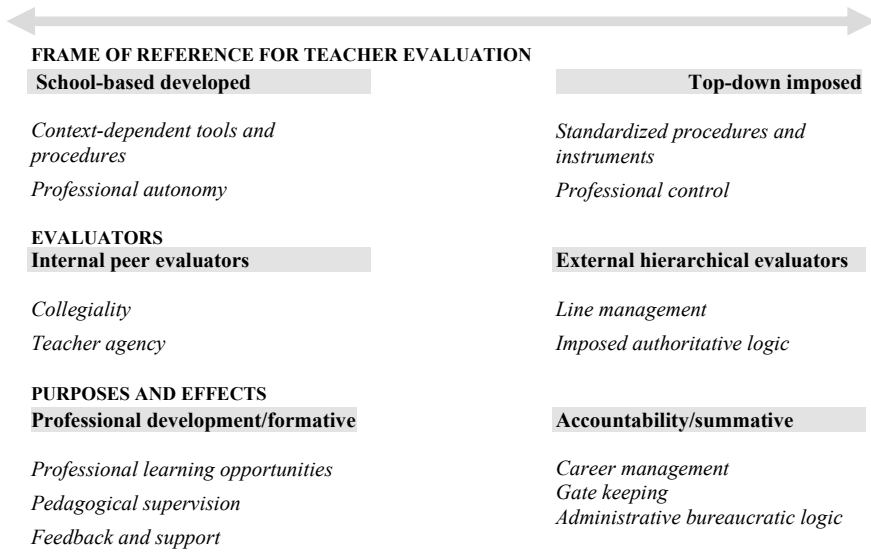 FRAME OF REFERENCE FOR TEACHER EVALUATION
School-based developed
Top-down imposed
Context-dependent tools and
procedures
Professional autonomy
Standardized procedures and
instruments
Professional control
EVALUATORS
Internal peer evaluators
External hierarchical evaluators
Collegiality
Teacher agency
Line management
Imposed authoritative logic
PURPOSES AND EFFECTS
Professional development/formative
Accountability/summative
Professional learning opportunities
Pedagogical supervision
Feedback and support
Career management
Gate keeping
Administrative bureaucratic logic